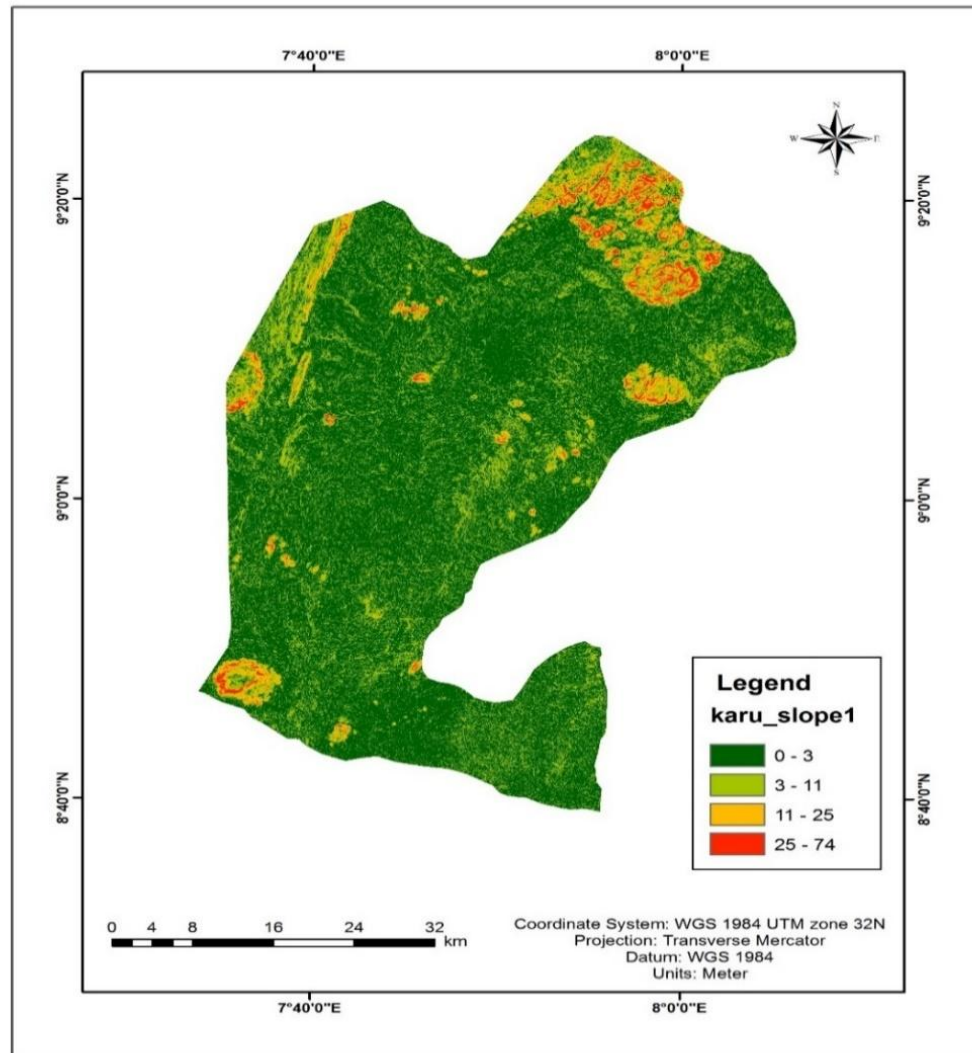 7°40'0"E 8°0'0"E
N
W E
S
9°20'0"N 9°20'0"N
9°0'0"N 9°0'0"N
8°40'0"N 8°40'0"N
Legend
karu_slope1
0 - 3
3 - 11
11 - 25
25 - 74
0 4 8 16 24 32
km
Coordinate System: WGS 1984 UTM zone 32N
Projection: Transverse Mercator
Datum: WGS 1984
Units: Meter
7°40'0"E 8°0'0"E